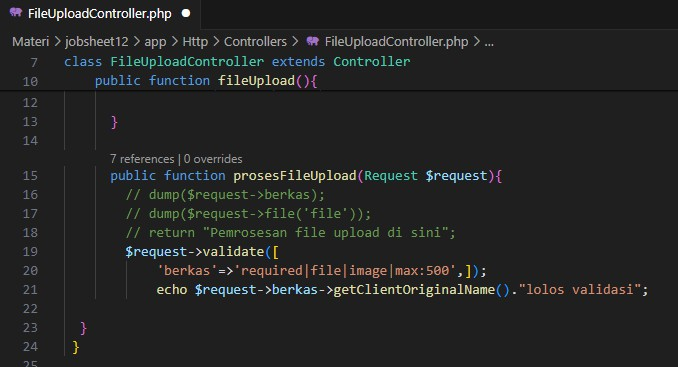 FileUploadController.php
Materi > jobsheet12 > app > Http > Controllers > FileUploadController.php > ...
7 class FileUploadController extends Controller
10 public function fileUpload(){
12
13 }
14
7 references | 0 overrides
15 public function prosesFileUpload(Request $request){
16 // dump($request->berkas);
17 // dump($request->file('file'));
18 // return "Pemrosesan file upload di sini";
19 $request->validate([
20 'berkas'=>'required|file|image|max:500',]);
21 echo $request->berkas->getClientOriginalName()."lolos validasi";
22
23 }
24 }
25